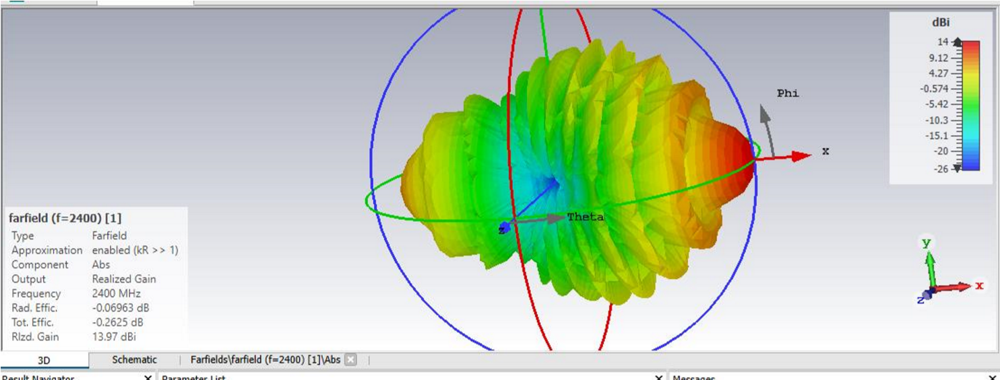 dBi
14
9.12
4.27
-0.574
-5.42
-10.3
-15.1
-20
-26
Phi
x
Theta
z
farfield (f=2400) [1]
Type Farfield
Approximation enabled (kR >> 1)
Component Abs
Output Realized Gain
Frequency 2400 MHz
Rad. Effic. -0.06963 dB
Tot. Effic. -0.2625 dB
Rlzd. Gain 13.97 dBi
y
x
z
3D Schematic Farfields\farfield (f=2400) [1]\Abs
Result Navigator Parameter List Messages